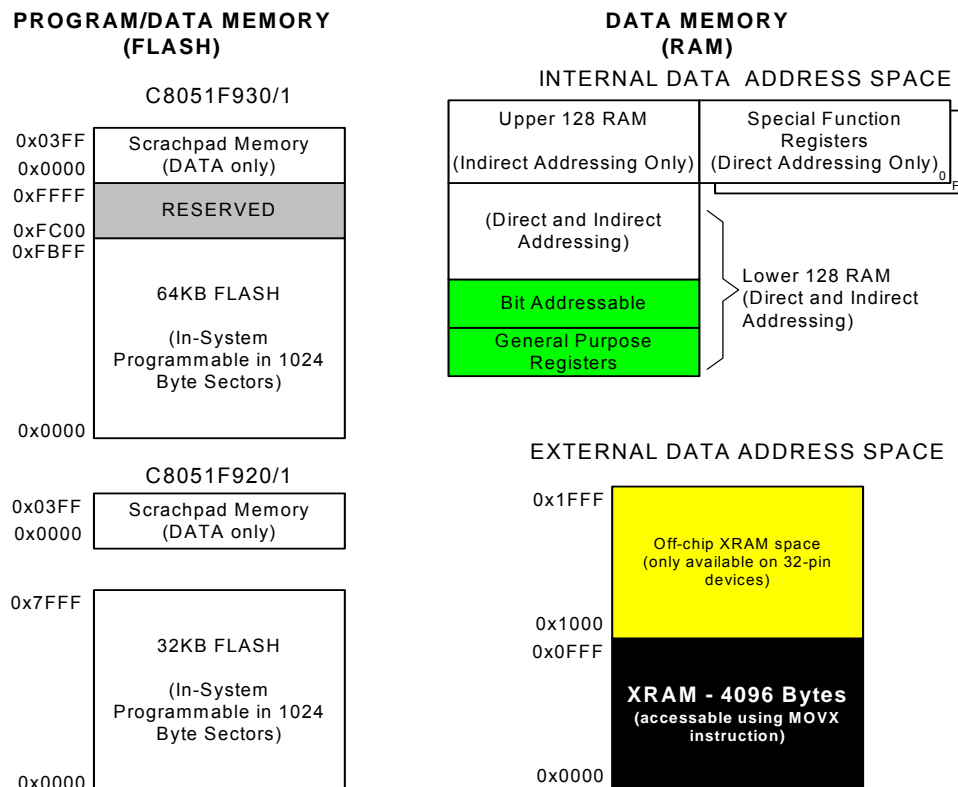 PROGRAM/DATA MEMORY
(FLASH)
C8051F930/1
0x03FF
Scrachpad Memory
(DATA only)
0x0000
0xFFFF
RESERVED
0xFC00
0xFBFF
64KB FLASH
(In-System
Programmable in 1024
Byte Sectors)
0x0000
C8051F920/1
0x03FF
Scrachpad Memory
(DATA only)
0x0000
0x7FFF
32KB FLASH
(In-System
Programmable in 1024
Byte Sectors)
0x0000
DATA MEMORY
(RAM)
INTERNAL DATA ADDRESS SPACE
Upper 128 RAM
(Indirect Addressing Only)
Special Function
Registers
(Direct Addressing Only)
0
F
(Direct and Indirect
Addressing)
Bit Addressable
General Purpose
Registers
Lower 128 RAM
(Direct and Indirect
Addressing)
EXTERNAL DATA ADDRESS SPACE
0x1FFF
Off-chip XRAM space
(only available on 32-pin
devices)
0x1000
0x0FFF
XRAM - 4096 Bytes
(accessable using MOVX
instruction)
0x0000